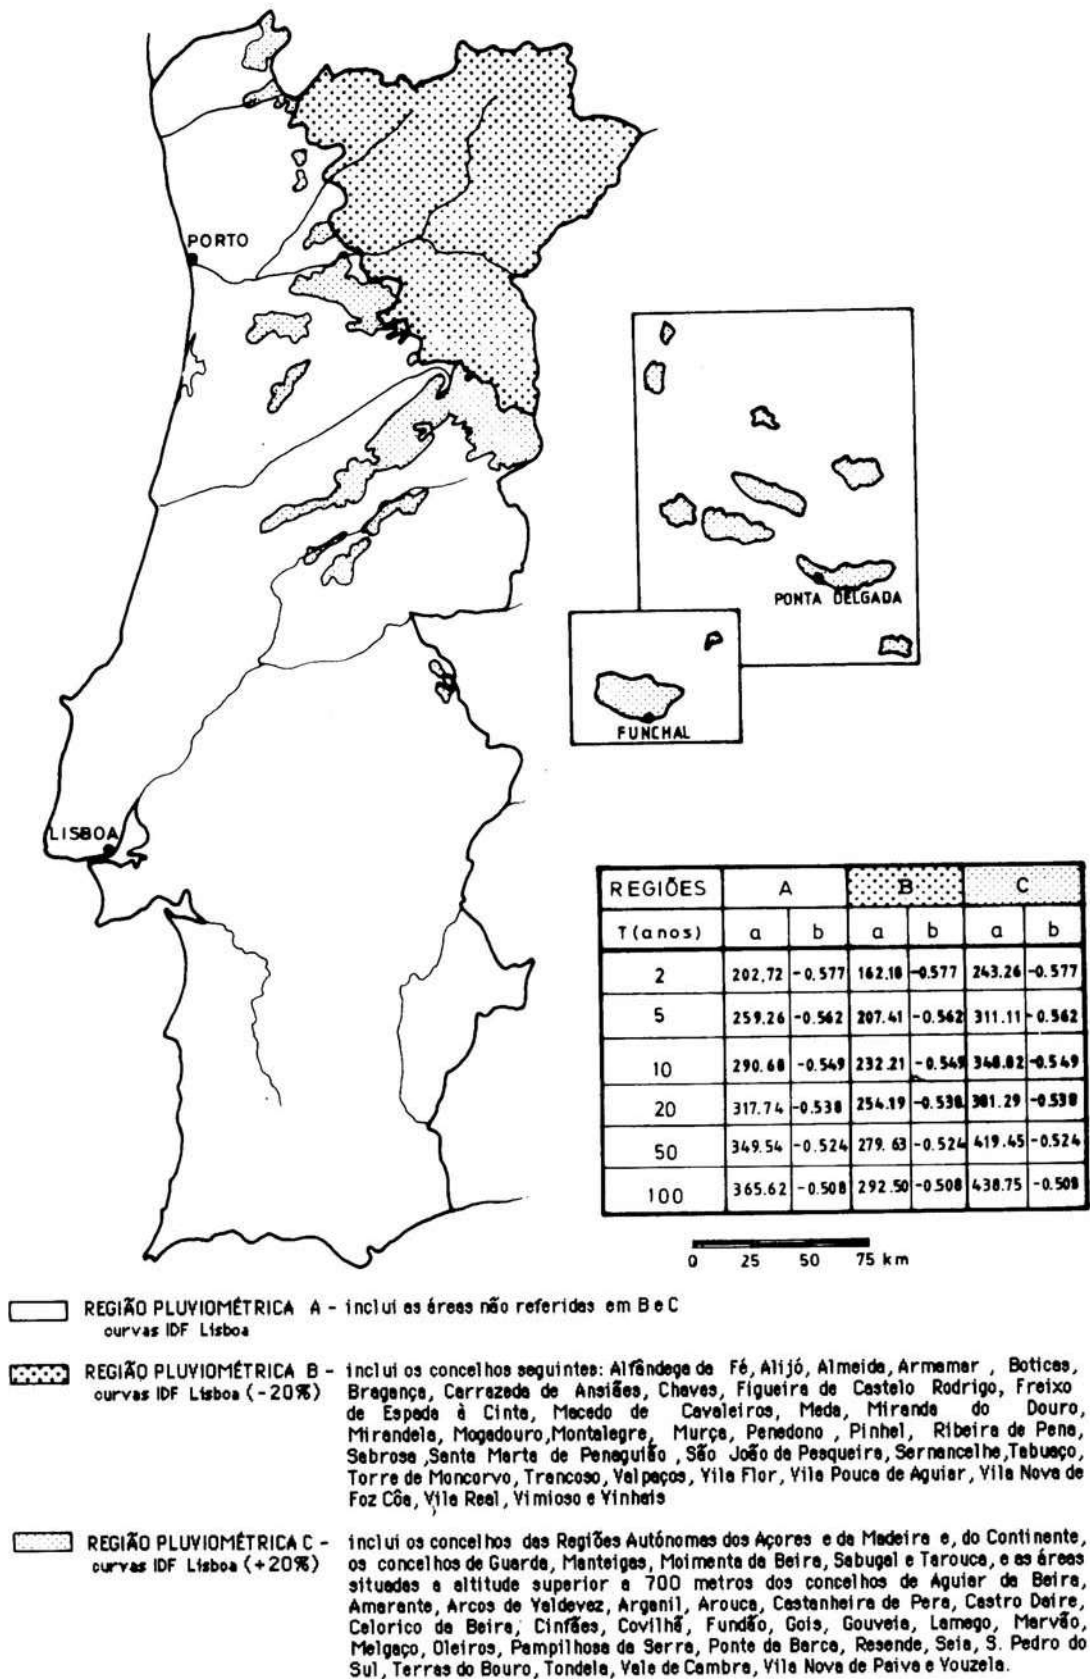 PORTO
PONTA DELGADA
FUNCHAL
LISBOA
REGIÕES A B C
T(anos) a b a b a b
2 202,72 -0.577 162.18 -0.577 243.26 -0.577
5 259.26 -0.562 207.41 -0.562 311.11 -0.562
10 290.68 -0.549 232.21 -0.549 348.82 -0.549
20 317.74 -0.538 254.19 -0.538 381.29 -0.538
50 349.54 -0.524 279.63 -0.524 419.45 -0.524
100 365.62 -0.508 292.50 -0.508 438.75 -0.508
0 25 50 75 km
REGIÃO PLUVIOMÉTRICA A - inclui as áreas não referidas em B e C
curvas IDF Lisboa
REGIÃO PLUVIOMÉTRICA B - inclui os concelhos seguintes: Alfândega da Fé, Alijó, Almeida, Armamar , Boticas,
curvas IDF Lisboa (-20%) Bragança, Carrazeda de Ansiães, Chaves, Figueira de Castelo Rodrigo, Freixo
de Espada à Cinta, Macedo de Cavaleiros, Meda, Miranda do Douro,
Mirandela, Mogadouro,Montalegre, Murça, Penedono , Pinhel, Ribeira de Pena,
Sabrosa ,Santa Marta de Penaguião , São João da Pesqueira, Sernancelhe,Tabuaço,
Torre de Moncorvo, Trancoso, Valpaços, Vila Flor, Vila Pouca de Aguiar, Vila Nova de
Foz Côa, Vila Real, Vimioso e Vinhais
REGIÃO PLUVIOMÉTRICA C - inclui os concelhos das Regiões Autónomas dos Açores e da Madeira e, do Continente,
curvas IDF Lisboa (+20%) os concelhos de Guarda, Manteigas, Moimenta da Beira, Sabugal e Tarouca, e as áreas
situadas a altitude superior a 700 metros dos concelhos de Aguiar da Beira,
Amarante, Arcos de Valdevez, Arganil, Arouca, Castanheira de Pera, Castro Daire,
Celorico da Beira, Cinfães, Covilhã, Fundão, Gois, Gouveia, Lamego, Marvão,
Melgaço, Oleiros, Pampilhosa da Serra, Ponte da Barca, Resende, Seia, S. Pedro do
Sul, Terras do Bouro, Tondela, Vale de Cambra, Vila Nova de Paiva e Vouzela.